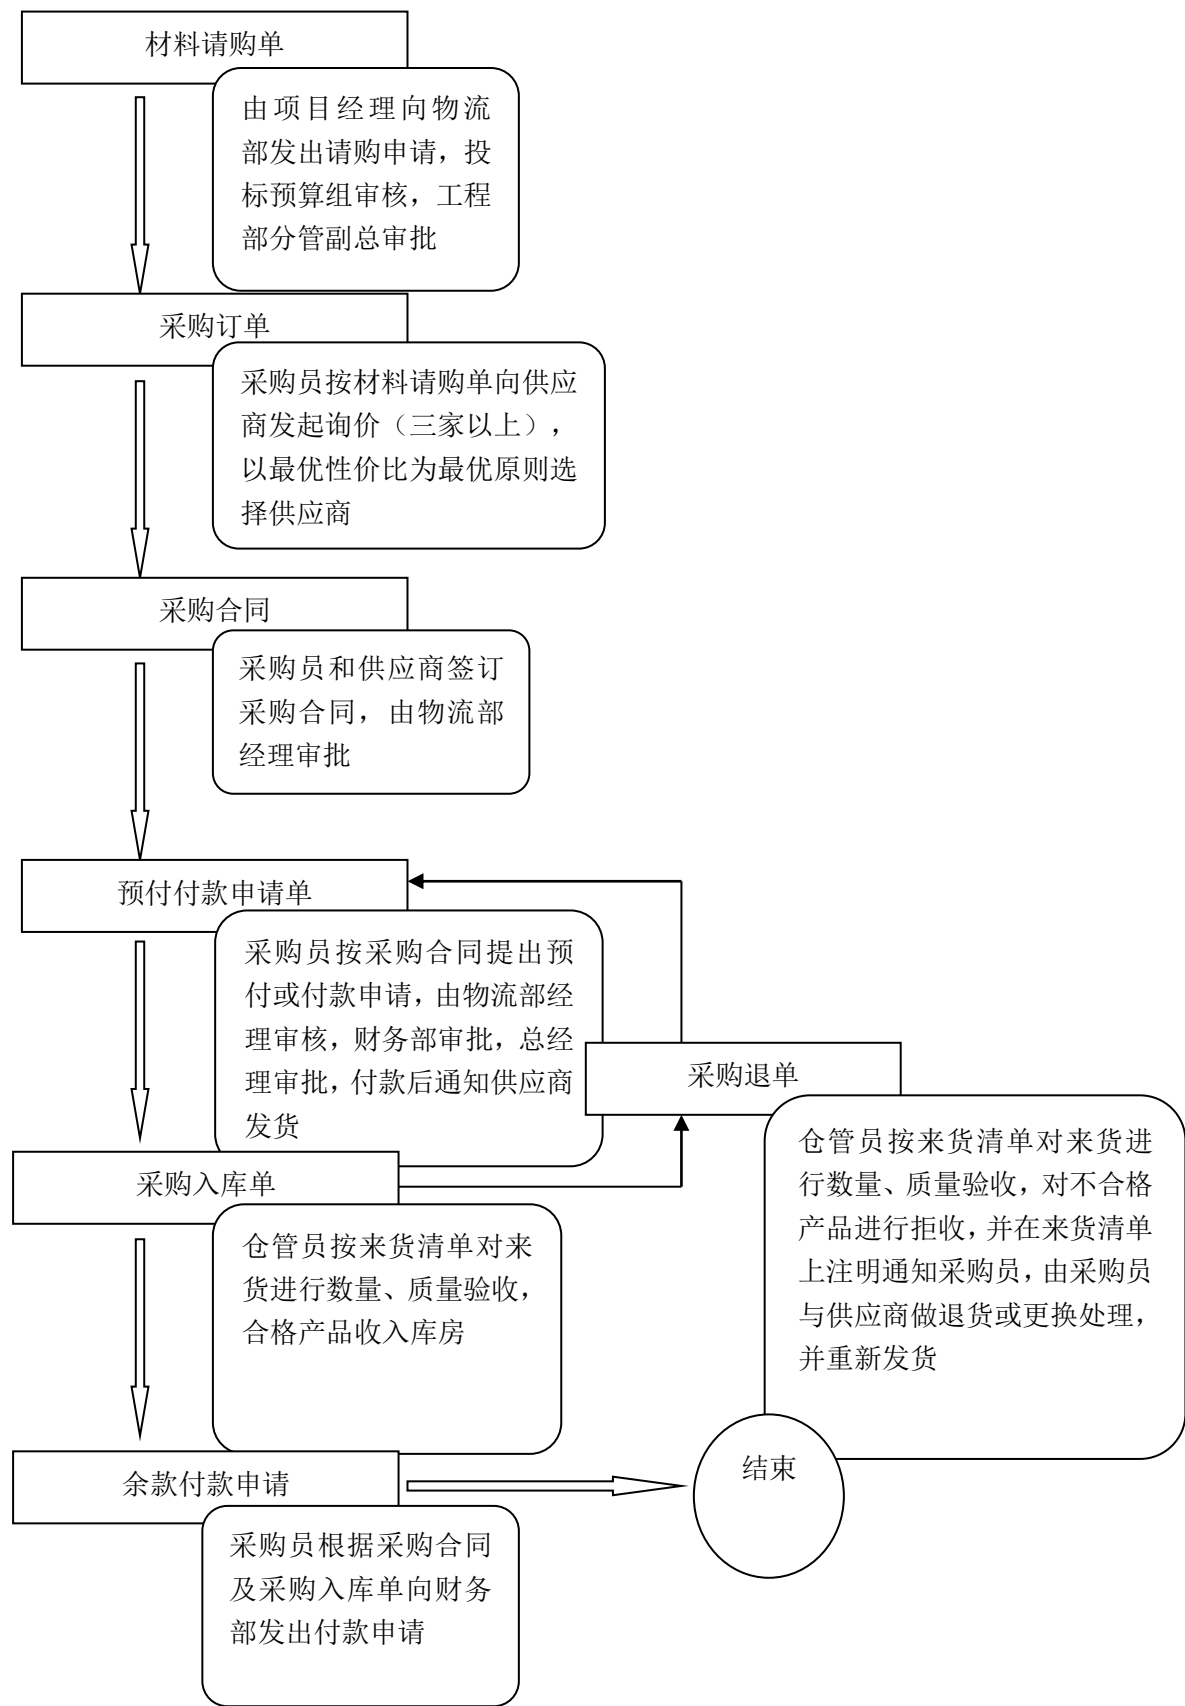 材料请购单
由项目经理向物流
部发出请购申请，投
标预算组审核，工程
部分管副总审批
采购订单
采购员按材料请购单向供应
商发起询价（三家以上），
以最优性价比为最优原则选
择供应商
采购合同
采购员和供应商签订
采购合同，由物流部
经理审批
预付付款申请单
采购员按采购合同提出预
付或付款申请，由物流部经
理审核，财务部审批，总经
理审批，付款后通知供应商
发货
采购退单
仓管员按来货清单对来货进
行数量、质量验收，对不合格
产品进行拒收，并在来货清单
上注明通知采购员，由采购员
与供应商做退货或更换处理，
并重新发货
采购入库单
仓管员按来货清单对来
货进行数量、质量验收，
合格产品收入库房
余款付款申请
采购员根据采购合同
及采购入库单向财务
部发出付款申请
结束